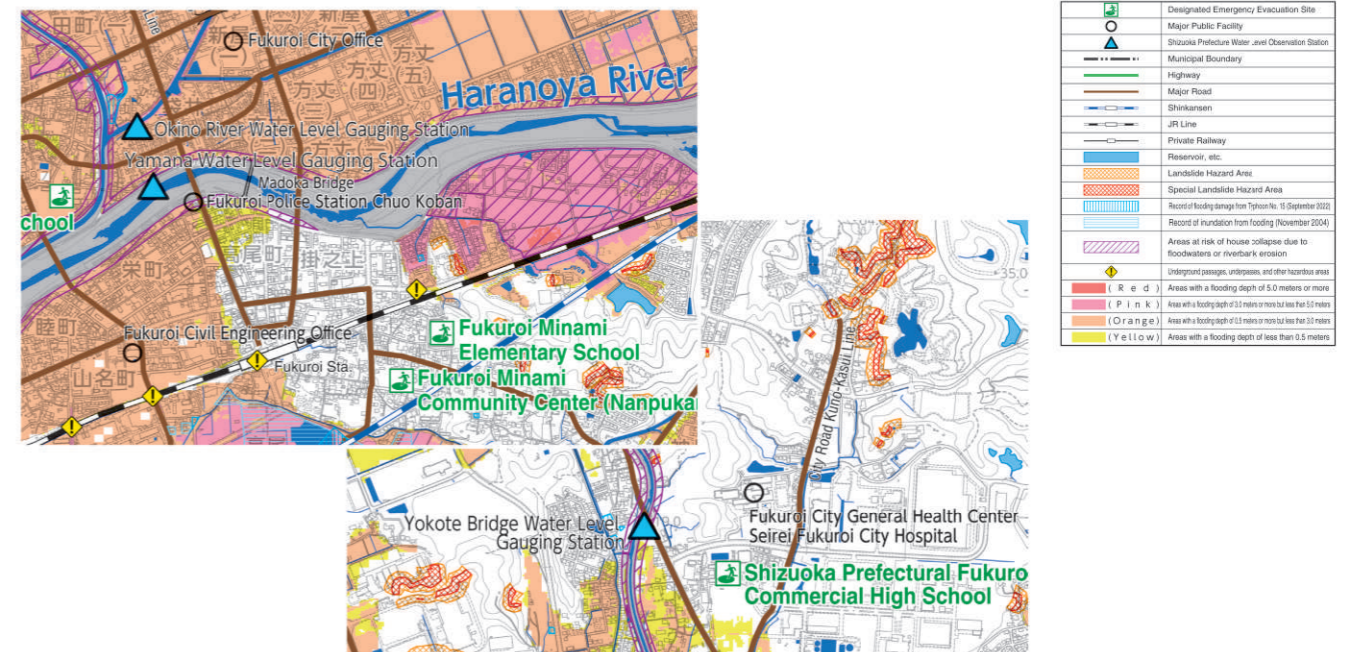 田町(一)
Line
新屋
(一)
新屋
(二)
Fukuroi City Office
方丈
(五)
方丈
(四)
方丈
(三)
Haranoya River
Okino River Water Level Gauging Station
Yamana Water Level Gauging Station
Madoka Bridge
Fukuroi Police Station Chuo Koban
chool
尾町
掛之上
栄町
睦町
Fukuroi Civil Engineering Office
Fukuroi Sta.
山名町
Fukuroi Minami
Elementary School
Fukuroi Minami
Community Center (Nanpuka
City Road Kuno-Kasui Line
35.0
Yokote Bridge Water Level
Gauging Station
Fukuroi City General Health Center
Seirei Fukuroi City Hospital
Shizuoka Prefectural Fukuro
Commercial High School
Designated Emergency Evacuation Site
Major Public Facility
Shizuoka Prefecture Water Level Observation Station
Municipal Boundary
Highway
Major Road
Shinkansen
JR Line
Private Railway
Reservoir, etc.
Landslide Hazard Area
Special Landslide Hazard Area
Record of flooding damage from Typhoon No. 15 (September 2022)
Record of inundation from flooding (November 2004)
Areas at risk of house collapse due to
floodwaters or riverbank erosion
Underground passages, underpasses, and other hazardous areas
(Red) Areas with a flooding depth of 5.0 meters or more
(Pink) Areas with a flooding depth of 3.0 meters or more but less than 5.0 meters
(Orange) Areas with a flooding depth of 0.5 meters or more but less than 3.0 meters
(Yellow) Areas with a flooding depth of less than 0.5 meters